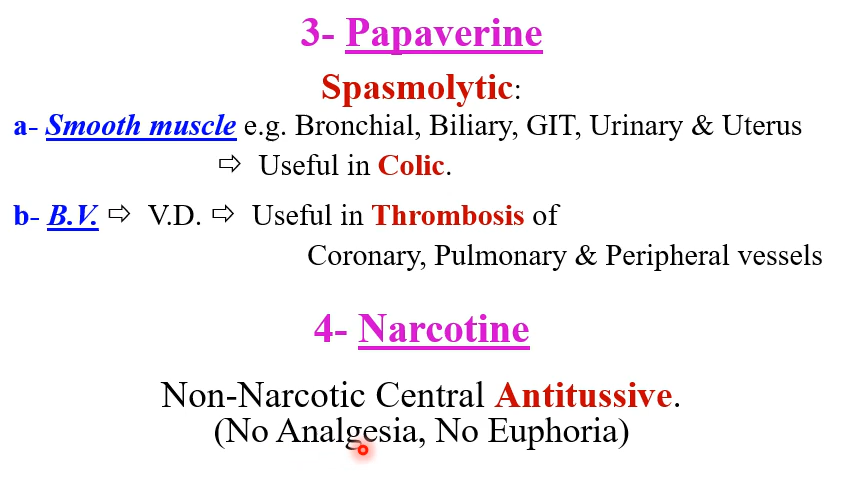 3- Papaverine
Spasmolytic:
a- Smooth muscle e.g. Bronchial, Biliary, GIT, Urinary & Uterus
⇨ Useful in Colic.
b- B.V. ⇨ V.D. ⇨ Useful in Thrombosis of
Coronary, Pulmonary & Peripheral vessels
4- Narcotine
Non-Narcotic Central Antitussive.
(No Analgesia, No Euphoria)